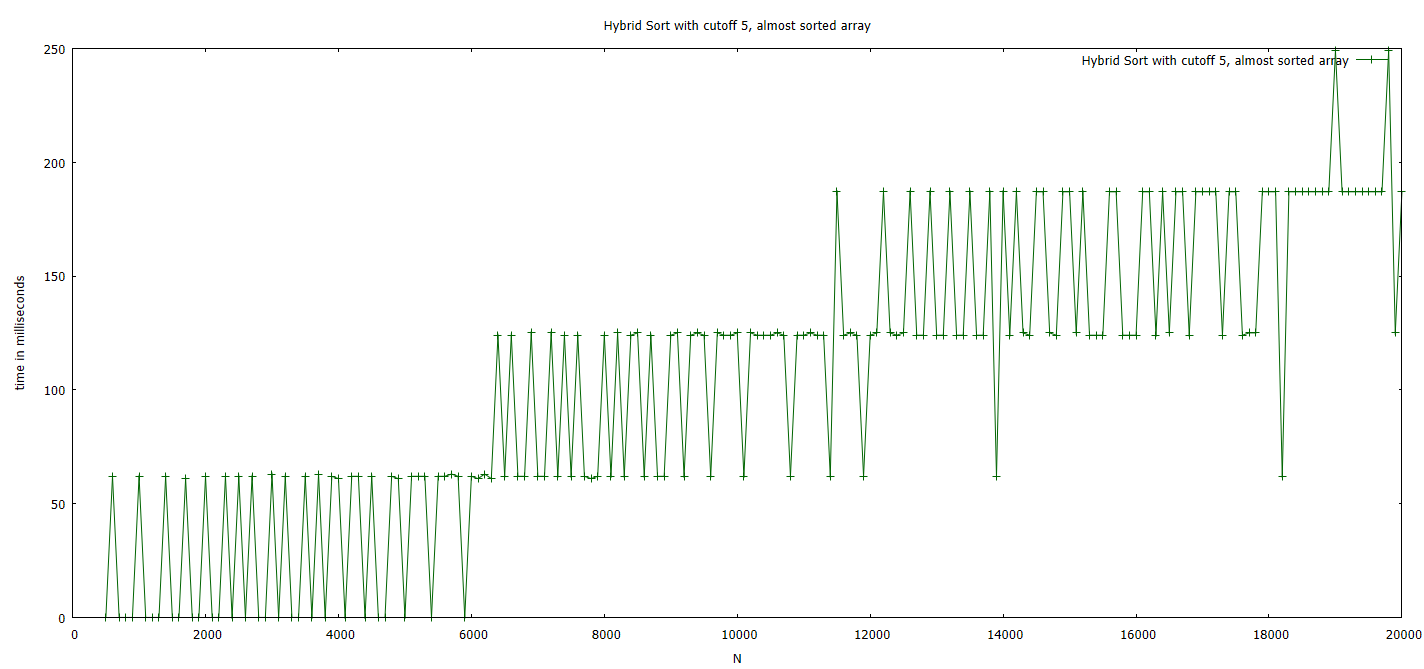 Hybrid Sort with cutoff 5, almost sorted array
250
Hybrid Sort with cutoff 5, almost sorted array
200
150
time in milliseconds
100
50
0
0 2000 4000 6000 8000 10000 12000 14000 16000 18000 20000
N